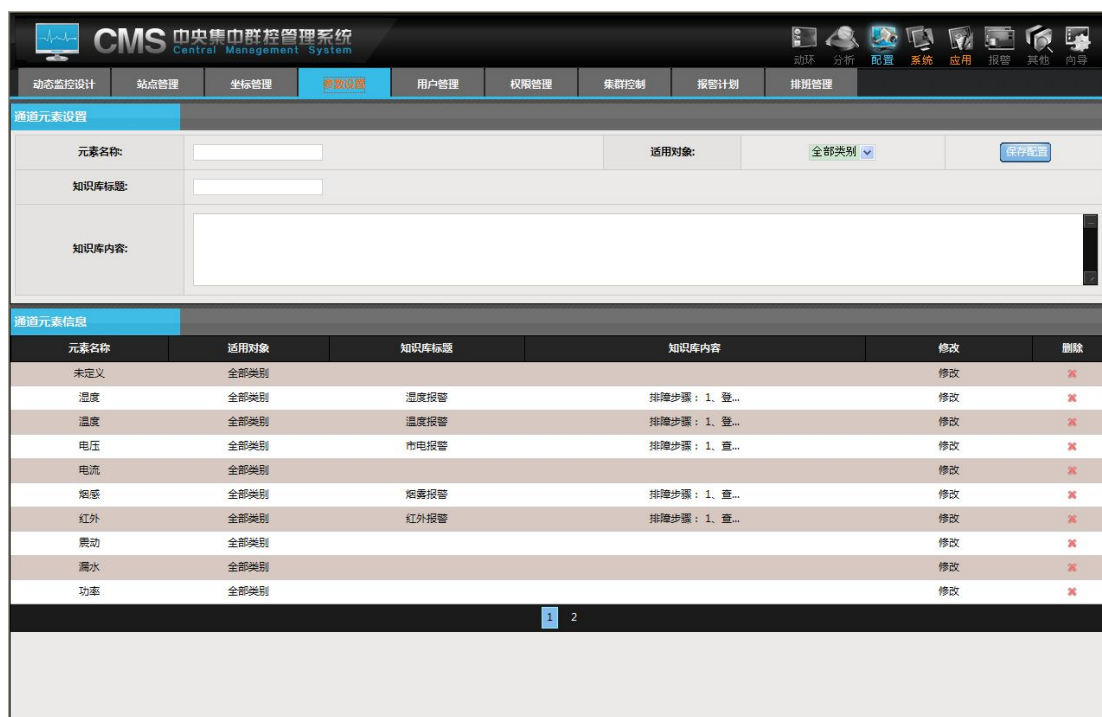 CMS 中央集中群控管理系统
Central Management System
动环 分析 配置 系统 应用 报警 其他 向导
动态监控设计 站点管理 坐标管理 参数设置 用户管理 权限管理 集群控制 报警计划 排班管理
通道元素设置
元素名称: 适用对象: 全部类别 保存配置
知识库标题:
知识库内容:
通道元素信息
元素名称 适用对象 知识库标题 知识库内容 修改 删除
未定义 全部类别 修改
湿度 全部类别 湿度报警 排障步骤：1、登... 修改
温度 全部类别 温度报警 排障步骤：1、登... 修改
电压 全部类别 市电报警 排障步骤：1、查... 修改
电流 全部类别 修改
烟感 全部类别 烟雾报警 排障步骤：1、查... 修改
红外 全部类别 红外报警 排障步骤：1、查... 修改
震动 全部类别 修改
漏水 全部类别 修改
功率 全部类别 修改
1 2